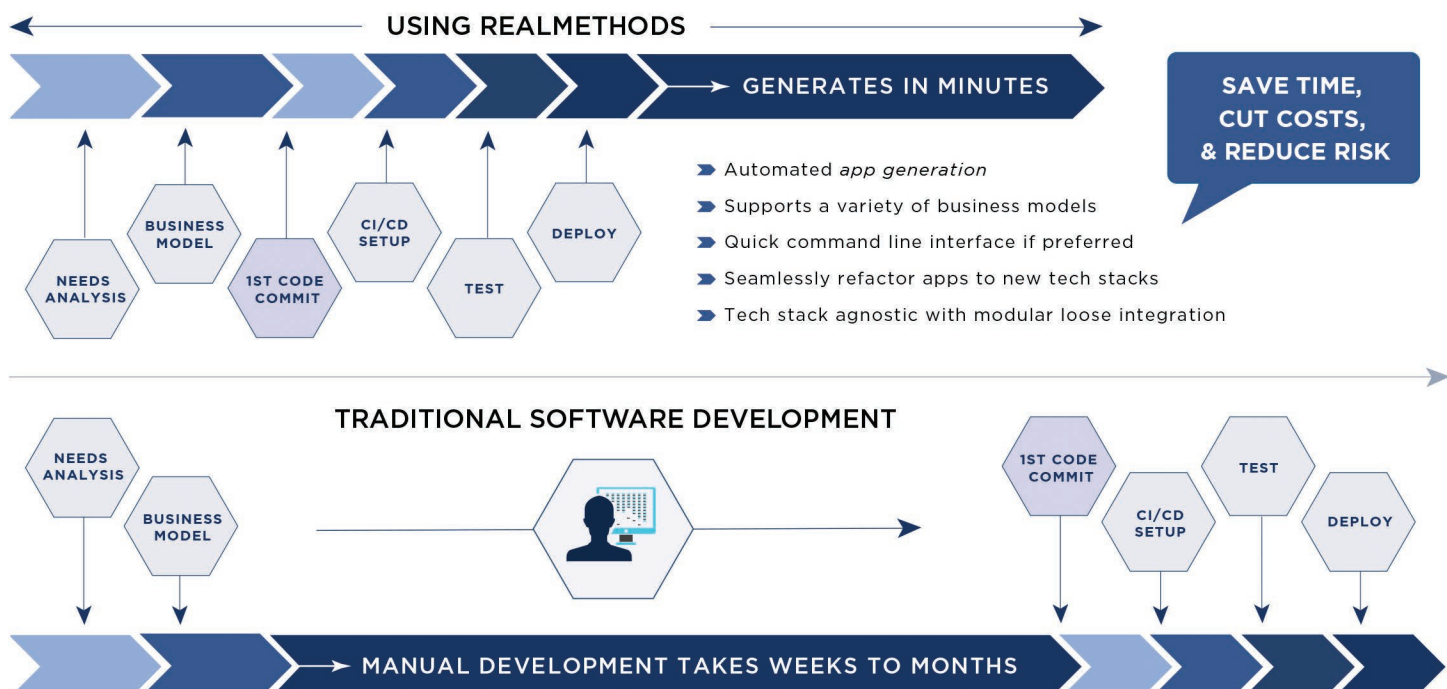 USING REALMETHODS
GENERATES IN MINUTES
SAVE TIME,
CUT COSTS,
& REDUCE RISK
NEEDS
ANALYSIS
BUSINESS
MODEL
1ST CODE
COMMIT
CI/CD
SETUP
TEST
DEPLOY
Automated app generation
Supports a variety of business models
Quick command line interface if preferred
Seamlessly refactor apps to new tech stacks
Tech stack agnostic with modular loose integration
TRADITIONAL SOFTWARE DEVELOPMENT
NEEDS
ANALYSIS
BUSINESS
MODEL
1ST CODE
COMMIT
CI/CD
SETUP
TEST
DEPLOY
MANUAL DEVELOPMENT TAKES WEEKS TO MONTHS